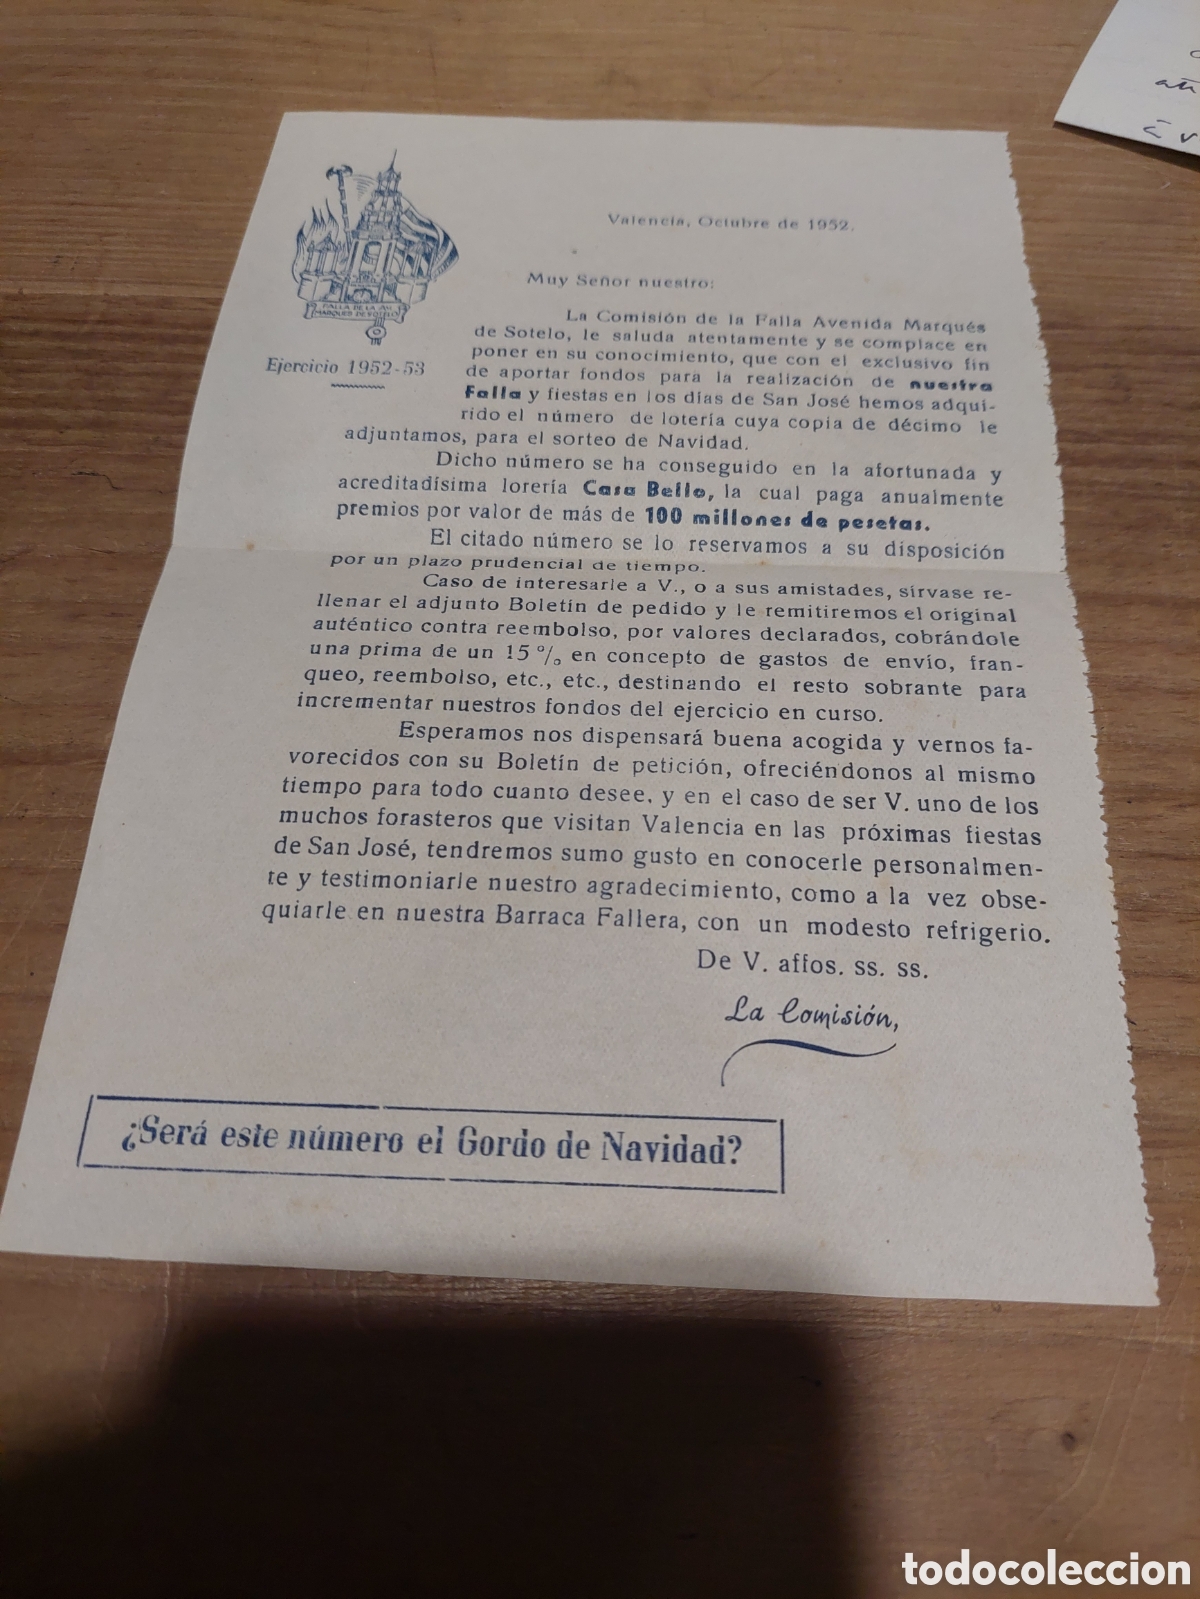 FALLA DE LA AV.
MARQUES DE SOTELO
Ejercicio 1952-53
Valencia, Octubre de 1952.
Muy Señor nuestro:
La Comisión de la Falla Avenida Marqués
de Sotelo, le saluda atentamente y se complace en
poner en su conocimiento, que con el exclusivo fin
de aportar fondos para la realización de nuestra
Falla y fiestas en los días de San José hemos adqui-
rido el número de lotería cuya copia de décimo le
adjuntamos, para el sorteo de Navidad.
Dicho número se ha conseguido en la afortunada y
acreditadísima lorería Casa Bello, la cual paga anualmente
premios por valor de más de 100 millones de pesetas.
El citado número se lo reservamos a su disposición
por un plazo prudencial de tiempo.
Caso de interesarle a V., o a sus amistades, sírvase re-
llenar el adjunto Boletín de pedido y le remitiremos el original
auténtico contra reembolso, por valores declarados, cobrándole
una prima de un 15 % en concepto de gastos de envío, fran-
queo, reembolso, etc., etc., destinando el resto sobrante para
incrementar nuestros fondos del ejercicio en curso.
Esperamos nos dispensará buena acogida y vernos fa-
vorecidos con su Boletín de petición, ofreciéndonos al mismo
tiempo para todo cuanto desee, y en el caso de ser V. uno de los
muchos forasteros que visitan Valencia en las próximas fiestas
de San José, tendremos sumo gusto en conocerle personalmen-
te y testimoniarle nuestro agradecimiento, como a la vez obse-
quiarle en nuestra Barraca Fallera, con un modesto refrigerio.
De V. affos. ss. ss.
La Comisión,
¿Será este número el Gordo de Navidad?
todocoleccion